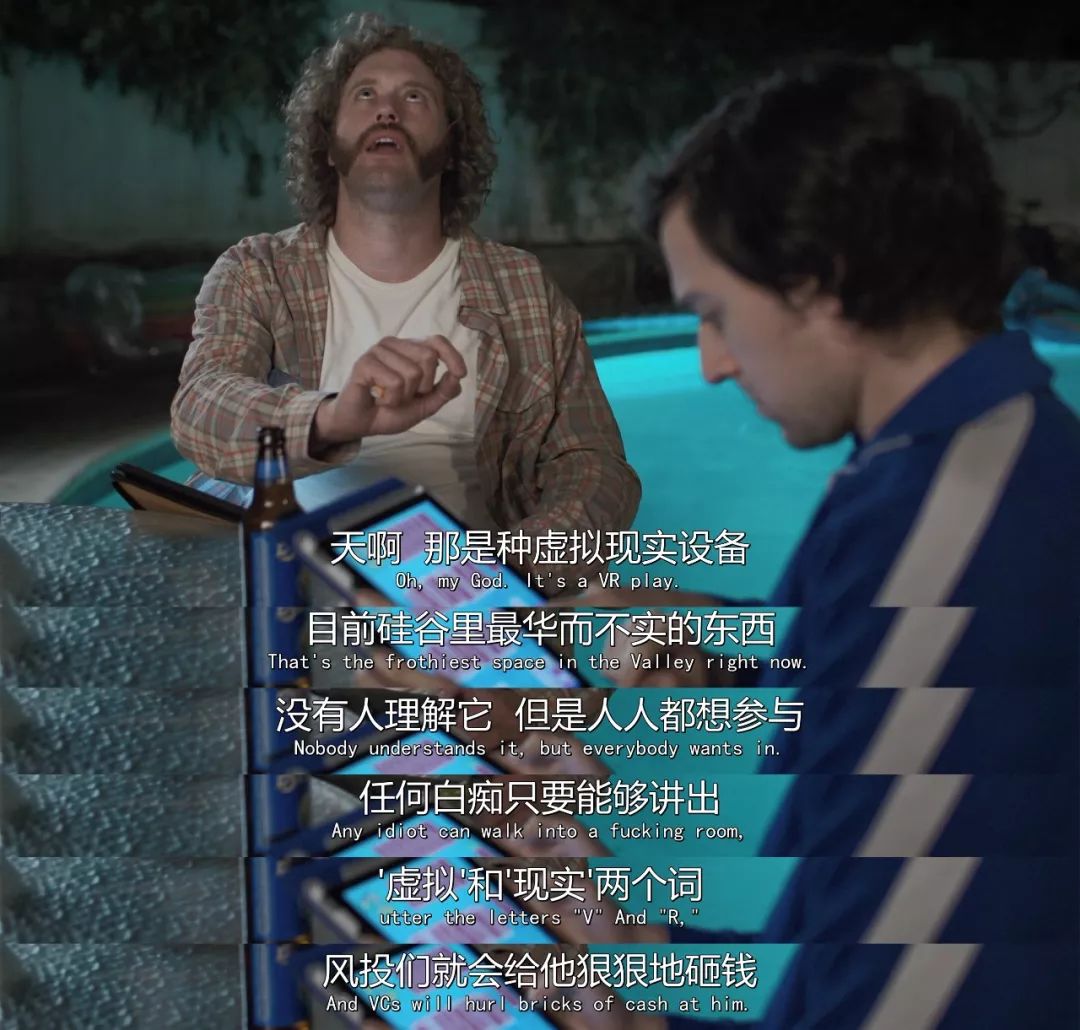 天啊 那是种虚拟现实设备
Oh, my God. It's a VR play.
目前硅谷里最华而不实的东西
That's the frothiest space in the Valley right now.
没有人理解它 但是人人都想参与
Nobody understands it, but everybody wants in.
任何白痴只要能够讲出
Any idiot can walk into a fucking room,
'虚拟'和'现实'两个词
utter the letters "V" And "R,"
风投们就会给他狠狠地砸钱
And VCs will hurl bricks of cash at him.